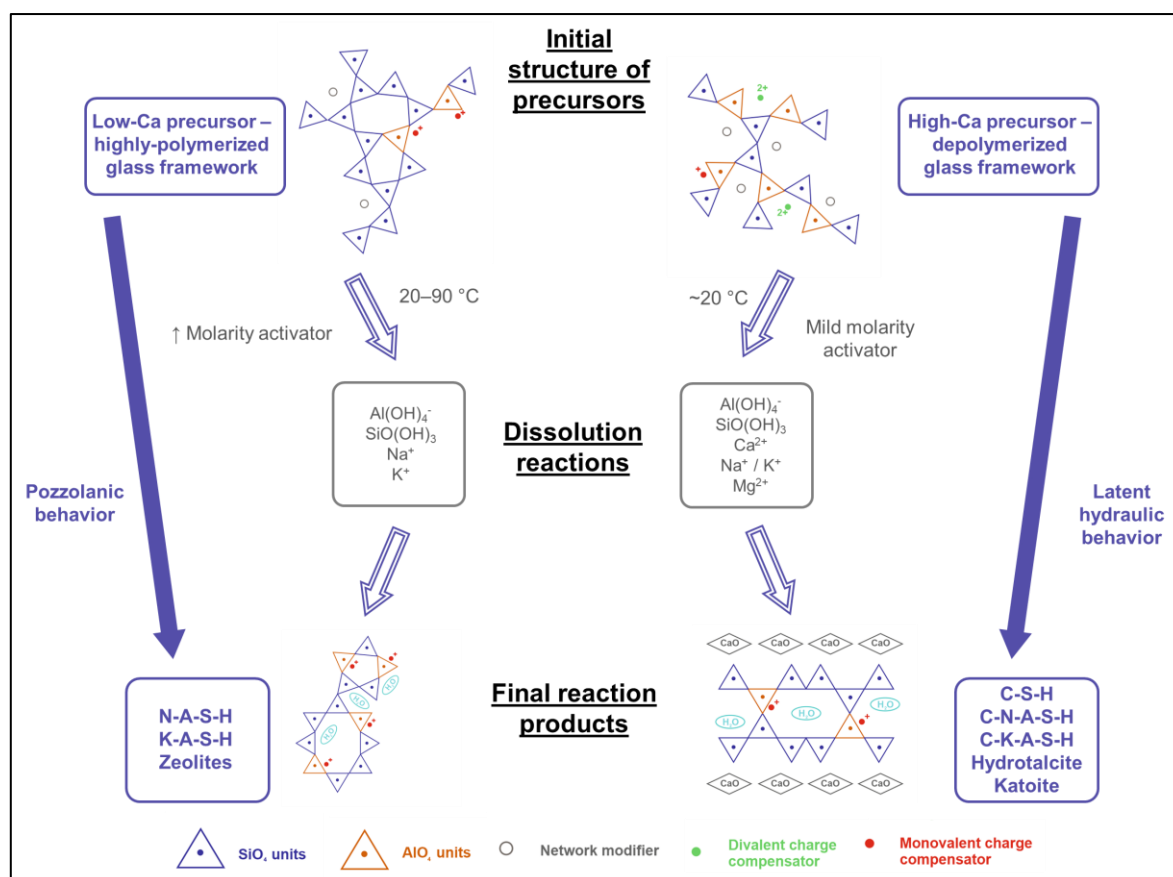 Initial
structure of
precursors
Low-Ca precursor –
highly-polymerized
glass framework
+
+
2+
+
2+
High-Ca precursor –
depolymerized
glass framework
20–90 °C
↑ Molarity activator
~20 °C
Mild molarity
activator
Al(OH)₄⁻
SiO(OH)₃
Na⁺
K⁺
Dissolution
reactions
Al(OH)₄⁻
SiO(OH)₃
Ca²⁺
Na⁺ / K⁺
Mg²⁺
Pozzolanic
behavior
Latent
hydraulic
behavior
N-A-S-H
K-A-S-H
Zeolites
+
+
H₂O
H₂O
+
H₂O
+
Final reaction
products
CaO CaO CaO CaO
+
H₂O
H₂O
H₂O
+
CaO CaO CaO CaO
C-S-H
C-N-A-S-H
C-K-A-S-H
Hydrotalcite
Katoite
SiO₄ units
AlO₄ units
Network modifier
Divalent charge
compensator
Monovalent charge
compensator